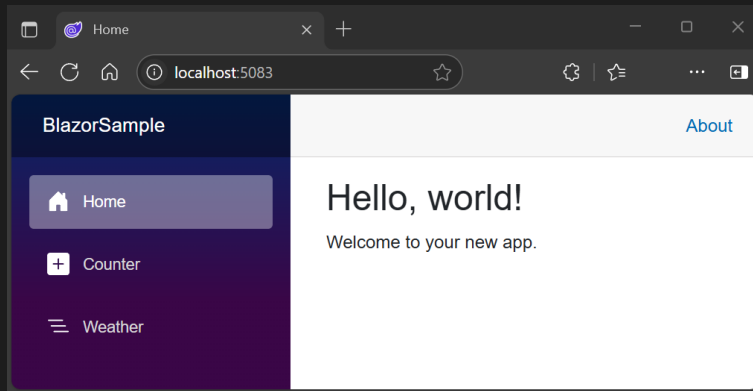 Home
localhost:5083
BlazorSample
About
Home
Counter
Weather
Hello, world!
Welcome to your new app.